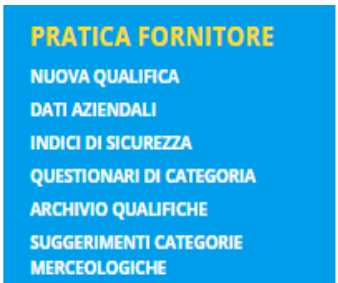 PRATICA FORNITORE
NUOVA QUALIFICA
DATI AZIENDALI
INDICI DI SICUREZZA
QUESTIONARI DI CATEGORIA
ARCHIVIO QUALIFICHE
SUGGERIMENTI CATEGORIE
MERCEOLOGICHE